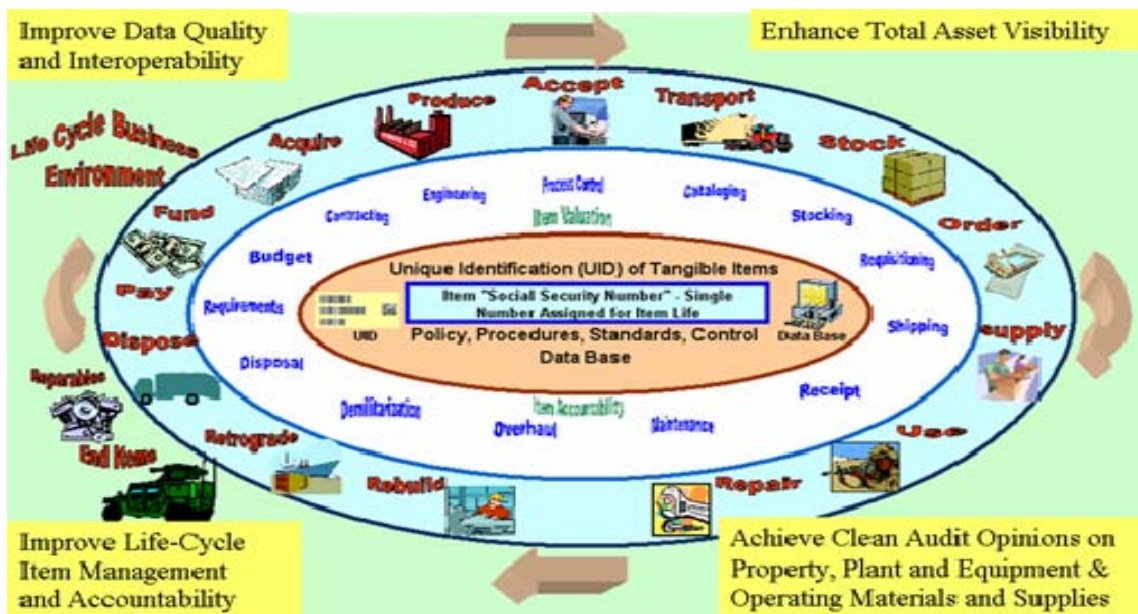 Improve Data Quality
and Interoperability
Enhance Total Asset Visibility
Life Cycle Business
Environment
Fund
Acquire
Produce
Accept
Transport
Stock
Order
supply
Use
Repair
Rebuild
Retrograde
Dispose
Pay
Reparables
End Items
Budget
Contracting
Engineering
Process Control
Cataloging
Stocking
Requisitioning
Shipping
Receipt
Maintenance
Overhaul
Demilitarization
Disposal
Requirements
Item Valuation
Unique Identification (UID) of Tangible Items
Item "Social Security Number" - Single
Number Assigned for Item Life
UID
Data Base
Policy, Procedures, Standards, Control
Data Base
Item Accountability
Improve Life-Cycle
Item Management
and Accountability
Achieve Clean Audit Opinions on
Property, Plant and Equipment &
Operating Materials and Supplies